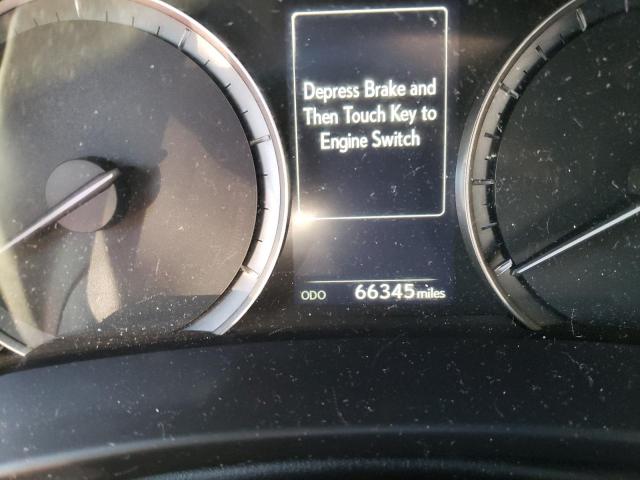 Depress Brake and
Then Touch Key to
Engine Switch
ODO 66345 miles